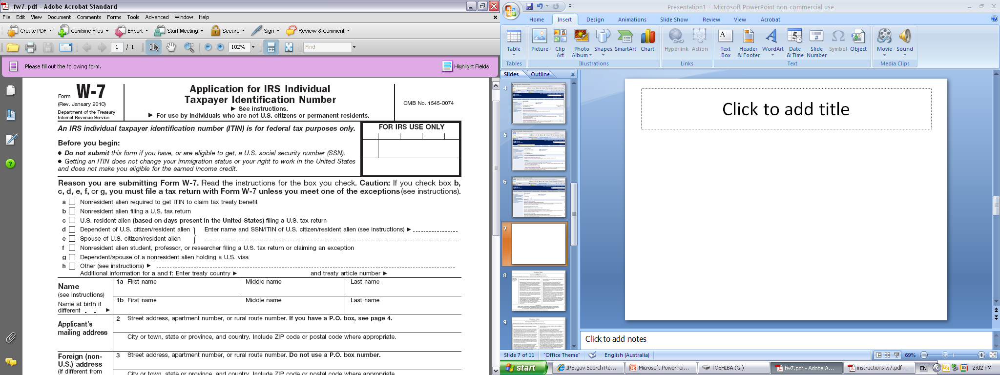 fw7.pdf - Adobe Acrobat Standard
File Edit View Document Comments Forms Tools Advanced Window Help
Create PDF Combine Files Export Start Meeting Secure Sign Review & Comment
1 / 1 102% Find
Please fill out the following form. Highlight Fields
Form W-7
(Rev. January 2010)
Department of the Treasury
Internal Revenue Service
Application for IRS Individual
Taxpayer Identification Number
► See instructions.
► For use by individuals who are not U.S. citizens or permanent residents.
OMB No. 1545-0074
An IRS individual taxpayer identification number (ITIN) is for federal tax purposes only.
FOR IRS USE ONLY
Before you begin:
● Do not submit this form if you have, or are eligible to get, a U.S. social security number (SSN).
● Getting an ITIN does not change your immigration status or your right to work in the United States
and does not make you eligible for the earned income credit.
Reason you are submitting Form W-7. Read the instructions for the box you check. Caution: If you check box b,
c, d, e, f, or g, you must file a tax return with Form W-7 unless you meet one of the exceptions (see instructions).
a Nonresident alien required to get ITIN to claim tax treaty benefit
b Nonresident alien filing a U.S. tax return
c U.S. resident alien (based on days present in the United States) filing a U.S. tax return
d Dependent of U.S. citizen/resident alien Enter name and SSN/ITIN of U.S. citizen/resident alien (see instructions) ►
e Spouse of U.S. citizen/resident alien
f Nonresident alien student, professor, or researcher filing a U.S. tax return or claiming an exception
g Dependent/spouse of a nonresident alien holding a U.S. visa
h Other (see instructions) ►
Additional information for a and f: Enter treaty country ► and treaty article number ►
Name
(see instructions)
Name at birth if
different . . ►
1a First name Middle name Last name
1b First name Middle name Last name
Applicant's
mailing address
2 Street address, apartment number, or rural route number. If you have a P.O. box, see page 4.
City or town, state or province, and country. Include ZIP code or postal code where appropriate.
Foreign (non-
U.S.) address
(if different from
3 Street address, apartment number, or rural route number. Do not use a P.O. box number.
City or town, state or province, and country. Include ZIP code or postal code where appropriate.
Presentation1 - Microsoft PowerPoint non-commercial use
Home Insert Design Animations Slide Show Review View Acrobat
Table Picture Clip Art Photo Album Shapes SmartArt Chart Hyperlink Action Text Box Header & Footer WordArt Date & Time Slide Number Symbol Object Movie Sound
Tables Illustrations Links Text Media Clips
Slides Outline x
4
5
6
7
8
9
Click to add title
Click to add notes
Slide 7 of 11 "Office Theme" English (Australia) 69%
start IRS.gov Search Re... Microsoft PowerPoi... TOSHIBA (G:) fw7.pdf - Adobe A... instructions w7.pdf... EN 2:02 PM